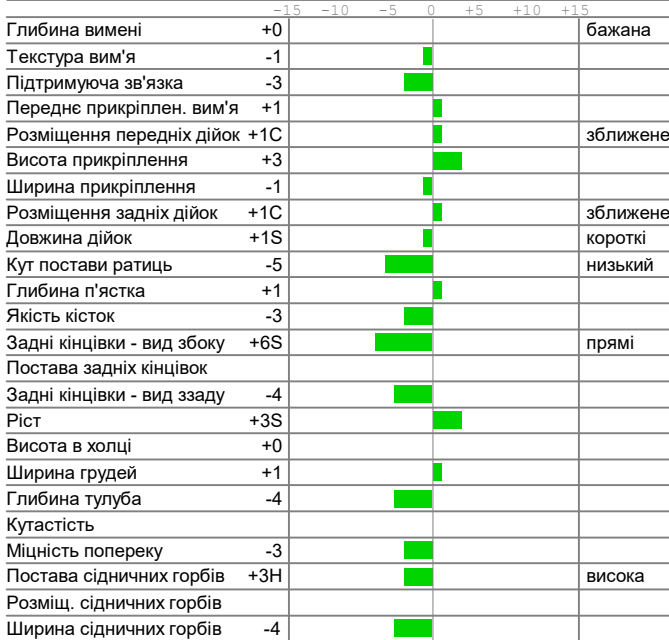 -15 -10 -5 0 +5 +10 +15
Глибина вимені +0 бажана
Текстура вим'я -1
Підтримуюча зв'язка -3
Переднє прикріплен. вим'я +1
Розміщення передніх дійок +1C зближене
Висота прикріплення +3
Ширина прикріплення -1
Розміщення задніх дійок +1C зближене
Довжина дійок +1S короткі
Кут постави ратиць -5 низький
Глибина п'ястка +1
Якість кісток -3
Задні кінцівки - вид збоку +6S прямі
Постава задніх кінцівок
Задні кінцівки - вид ззаду -4
Ріст +3S
Висота в холці +0
Ширина грудей +1
Глибина тулуба -4
Кутастість
Міцність попереку -3
Постава сідничних горбів +3H висока
Розміщ. сідничних горбів
Ширина сідничних горбів -4